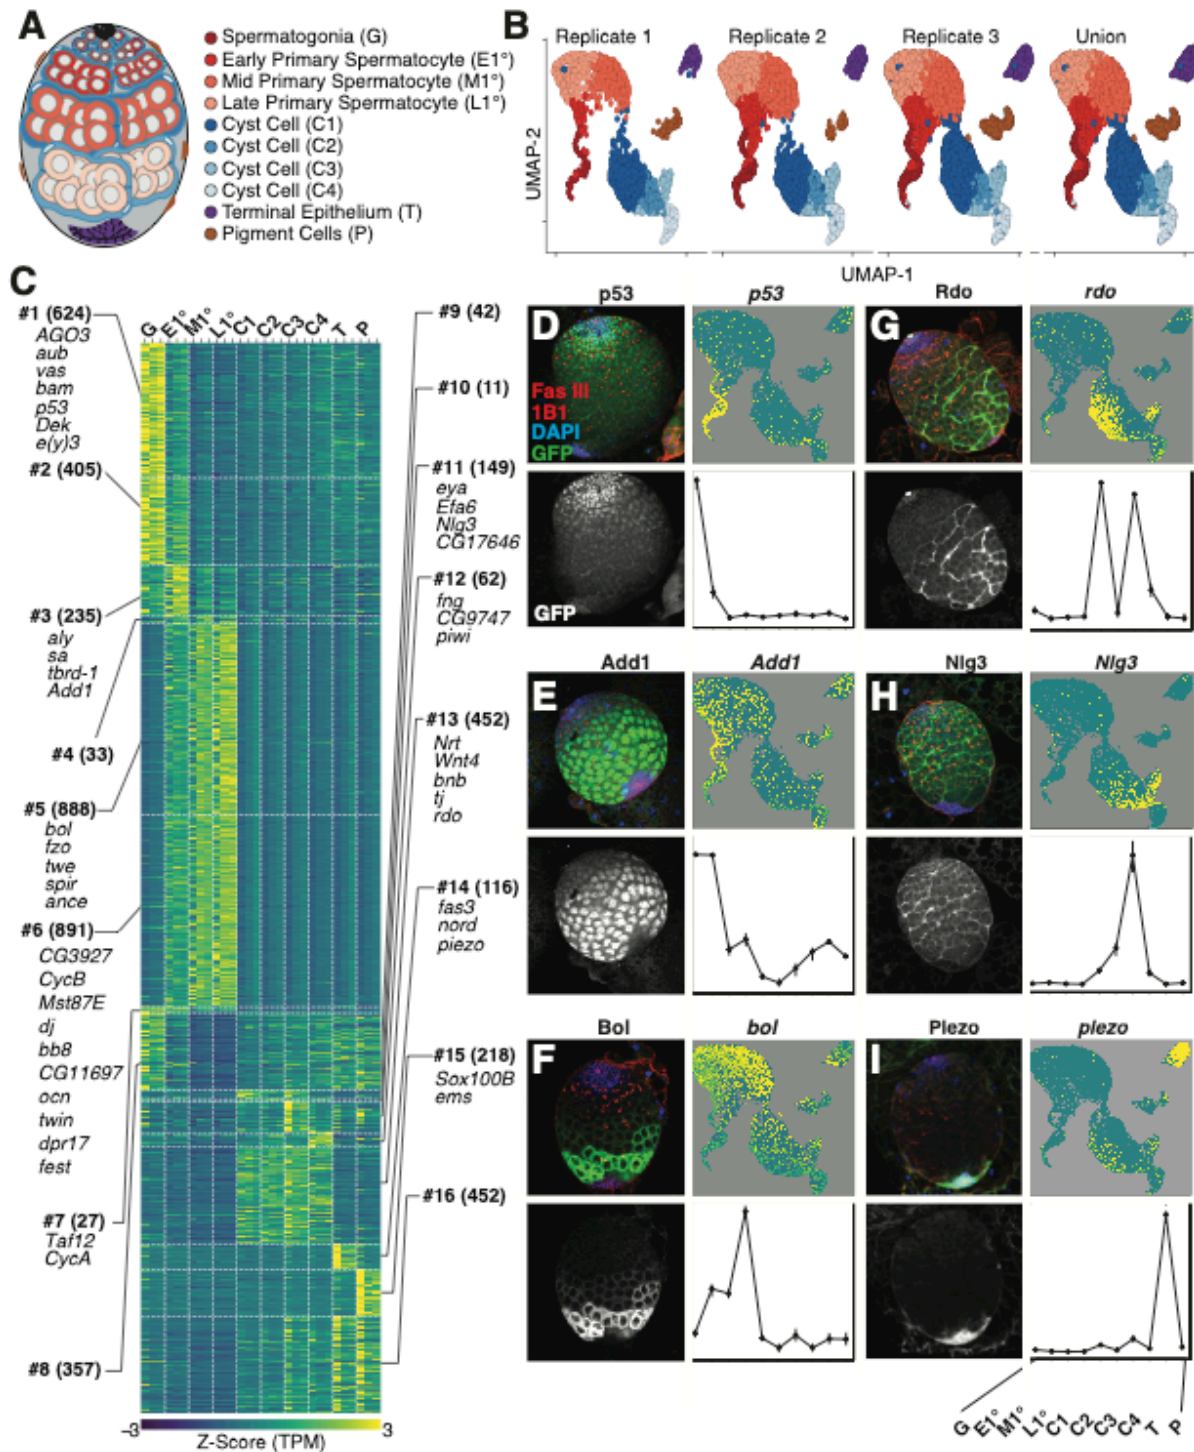 A
Spermatogonia (G)
Early Primary Spermatocyte (E1°)
Mid Primary Spermatocyte (M1°)
Late Primary Spermatocyte (L1°)
Cyst Cell (C1)
Cyst Cell (C2)
Cyst Cell (C3)
Cyst Cell (C4)
Terminal Epithelium (T)
Pigment Cells (P)
B
Replicate 1
Replicate 2
Replicate 3
Union
UMAP-2
UMAP-1
C
G E1° M1° L1° C1 C2 C3 C4 T P
#1 (624)
AGO3
aub
vas
bam
p53
Dek
e(y)3
#2 (405)
#3 (235)
aly
sa
tbrd-1
Add1
#4 (33)
#5 (888)
bol
fzo
twe
spir
ance
#6 (891)
CG3927
CycB
Mst87E
dj
bb8
CG11697
ocn
twin
dpr17
fest
#7 (27)
Taf12
CycA
#8 (357)
#9 (42)
#10 (11)
#11 (149)
eya
Efa6
Nlg3
CG17646
#12 (62)
fng
CG9747
piwi
#13 (452)
Nrt
Wnt4
bnb
tj
rdo
#14 (116)
fas3
nord
piezo
#15 (218)
Sox100B
ems
#16 (452)
-3
3
Z-Score (TPM)
p53
p53
D
Fas III
1B1
DAPI
GFP
GFP
Rdo
rdo
G
Add1
Add1
E
Nlg3
Nlg3
H
Bol
bol
F
Piezo
piezo
I
G E1° M1° L1° C1 C2 C3 C4 T P